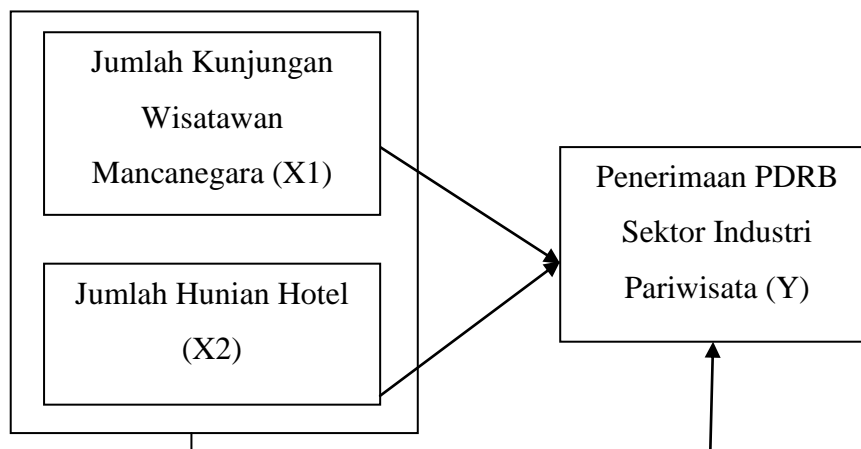 Jumlah Kunjungan
Wisatawan
Mancanegara (X1)
Penerimaan PDRB
Sektor Industri
Pariwisata (Y)
Jumlah Hunian Hotel
(X2)